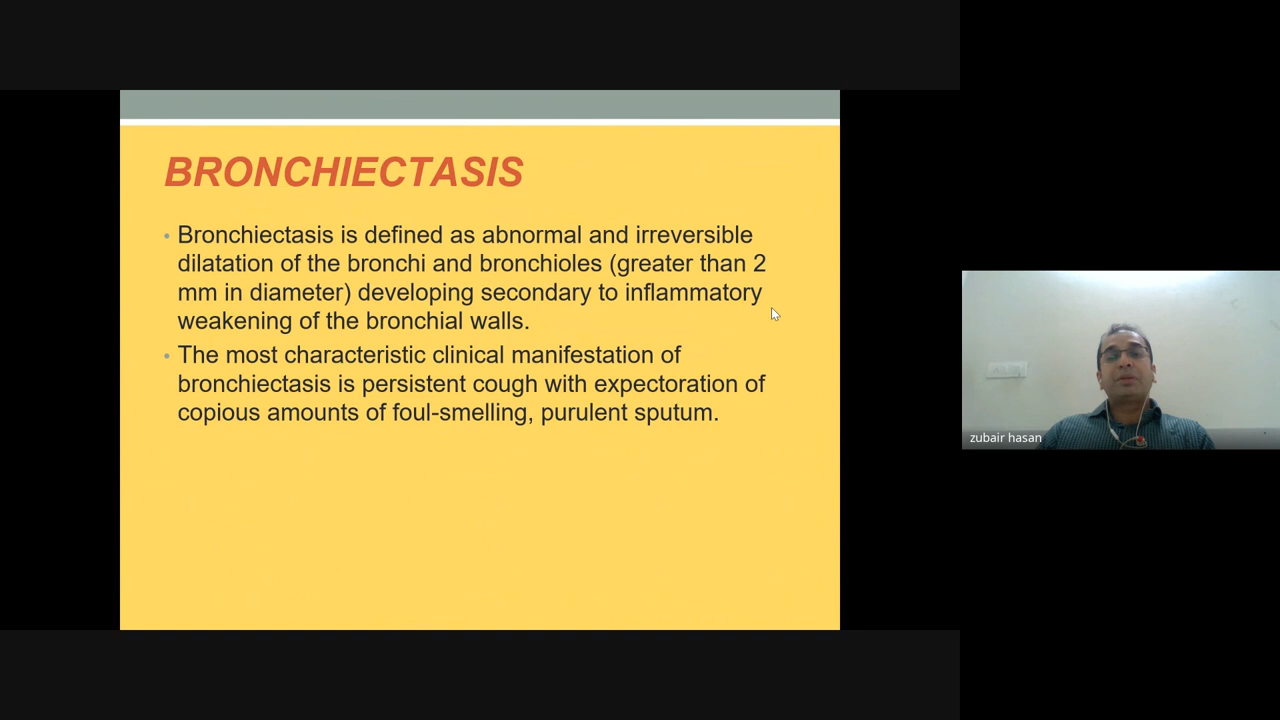 BRONCHIECTASIS
• Bronchiectasis is defined as abnormal and irreversible
dilatation of the bronchi and bronchioles (greater than 2
mm in diameter) developing secondary to inflammatory
weakening of the bronchial walls.
• The most characteristic clinical manifestation of
bronchiectasis is persistent cough with expectoration of
copious amounts of foul-smelling, purulent sputum.
zubair hasan